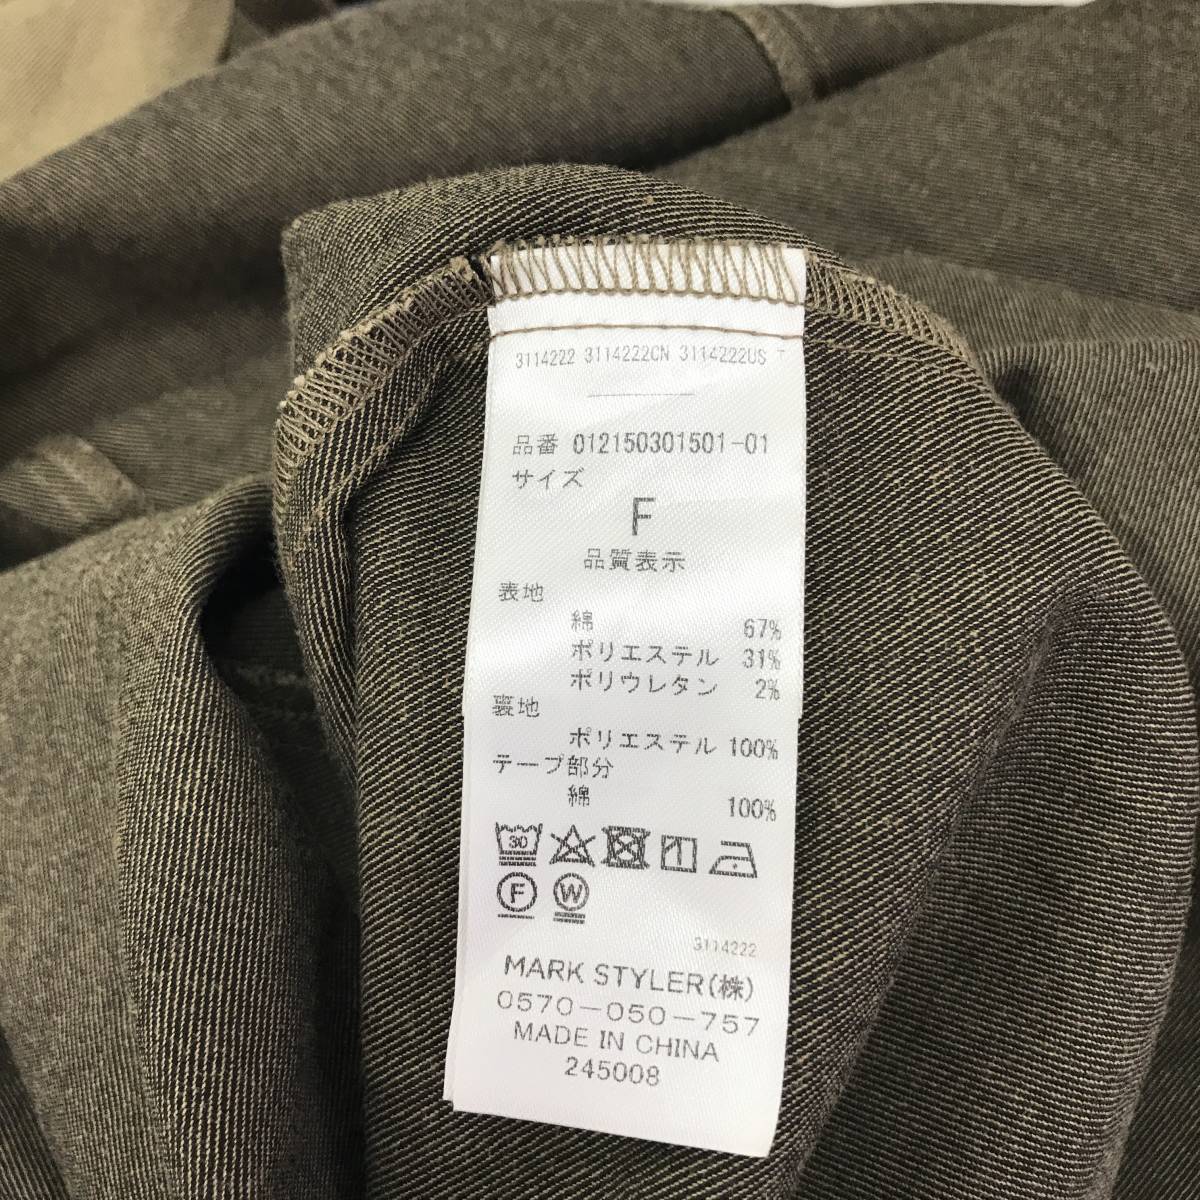 3114222 3114222CN 3114222US T
品番 012150301501-01
サイズ
F
品質表示
表地
綿 67%
ポリエステル 31%
ポリウレタン 2%
裏地
ポリエステル 100%
テープ部分
綿 100%
30
F W
3114222
MARK STYLER(株)
0570-050-757
MADE IN CHINA
245008